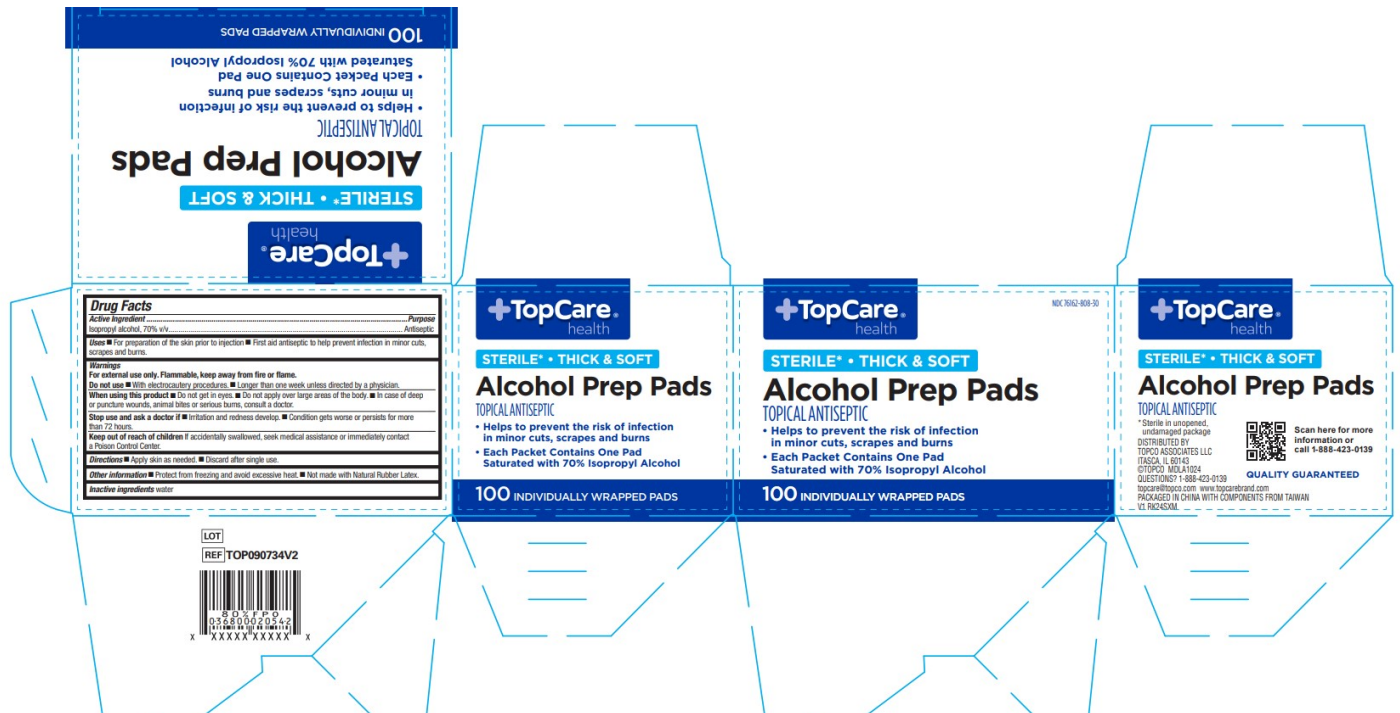 TopCare®
health
STERILE* • THICK & SOFT
Alcohol Prep Pads
TOPICAL ANTISEPTIC
• Helps to prevent the risk of infection
in minor cuts, scrapes and burns
• Each Packet Contains One Pad
Saturated with 70% Isopropyl Alcohol
100 INDIVIDUALLY WRAPPED PADS
Drug Facts
Active Ingredient ........ Purpose
Isopropyl alcohol, 70% v/v ........ Antiseptic
Uses ■ For preparation of the skin prior to injection ■ First aid antiseptic to help prevent infection in minor cuts,
scrapes and burns.
Warnings
For external use only. Flammable, keep away from fire or flame.
Do not use ■ With electrocautery procedures. ■ Longer than one week unless directed by a physician.
When using this product ■ Do not get in eyes. ■ Do not apply over large areas of the body. ■ In case of deep
or puncture wounds, animal bites or serious burns, consult a doctor.
Stop use and ask a doctor if ■ Irritation and redness develop. ■ Condition gets worse or persists for more
than 72 hours.
Keep out of reach of children If accidentally swallowed, seek medical assistance or immediately contact
a Poison Control Center.
Directions ■ Apply skin as needed. ■ Discard after single use.
Other information ■ Protect from freezing and avoid excessive heat. ■ Not made with Natural Rubber Latex.
Inactive ingredients water
LOT
REF TOP090734V2
80% FPO
0-36800-02054-2
X XXXXX XXXXX X
TopCare®
health
STERILE* • THICK & SOFT
Alcohol Prep Pads
TOPICAL ANTISEPTIC
• Helps to prevent the risk of infection
in minor cuts, scrapes and burns
• Each Packet Contains One Pad
Saturated with 70% Isopropyl Alcohol
100 INDIVIDUALLY WRAPPED PADS
TopCare®
health
NDC 76162-808-30
STERILE* • THICK & SOFT
Alcohol Prep Pads
TOPICAL ANTISEPTIC
• Helps to prevent the risk of infection
in minor cuts, scrapes and burns
• Each Packet Contains One Pad
Saturated with 70% Isopropyl Alcohol
100 INDIVIDUALLY WRAPPED PADS
TopCare®
health
STERILE* • THICK & SOFT
Alcohol Prep Pads
TOPICAL ANTISEPTIC
* Sterile in unopened,
undamaged package
DISTRIBUTED BY
TOPCO ASSOCIATES LLC
ITASCA, IL 60143
©TOPCO MDLA1024
QUESTIONS? 1-888-423-0139
topcare@topco.com www.topcarebrand.com
PACKAGED IN CHINA WITH COMPONENTS FROM TAIWAN
V.1 RK24SXM
Scan here for more
information or
call 1-888-423-0139
QUALITY GUARANTEED